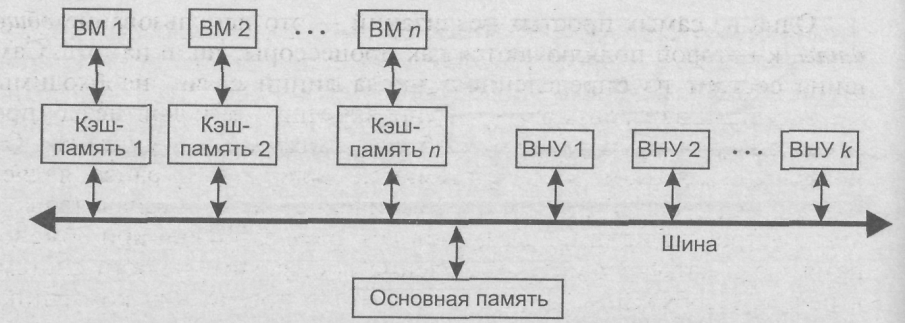 ВМ 1 ВМ 2 • • • ВМ n
Кэш-
память 1
Кэш-
память 2
Кэш-
память n
ВНУ 1 ВНУ 2 ВНУ k
Шина
Основная память